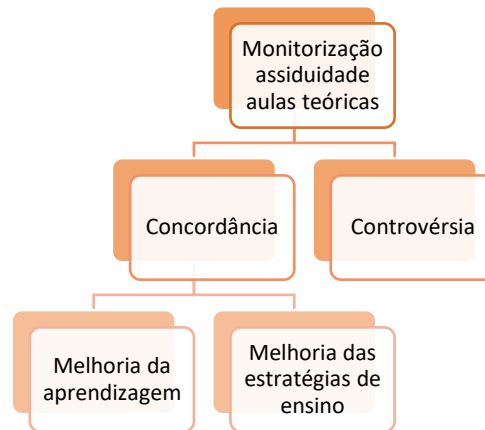 Monitorização
assiduidade
aulas teóricas
Concordância
Controvérsia
Melhoria da
aprendizagem
Melhoria das
estratégias de
ensino